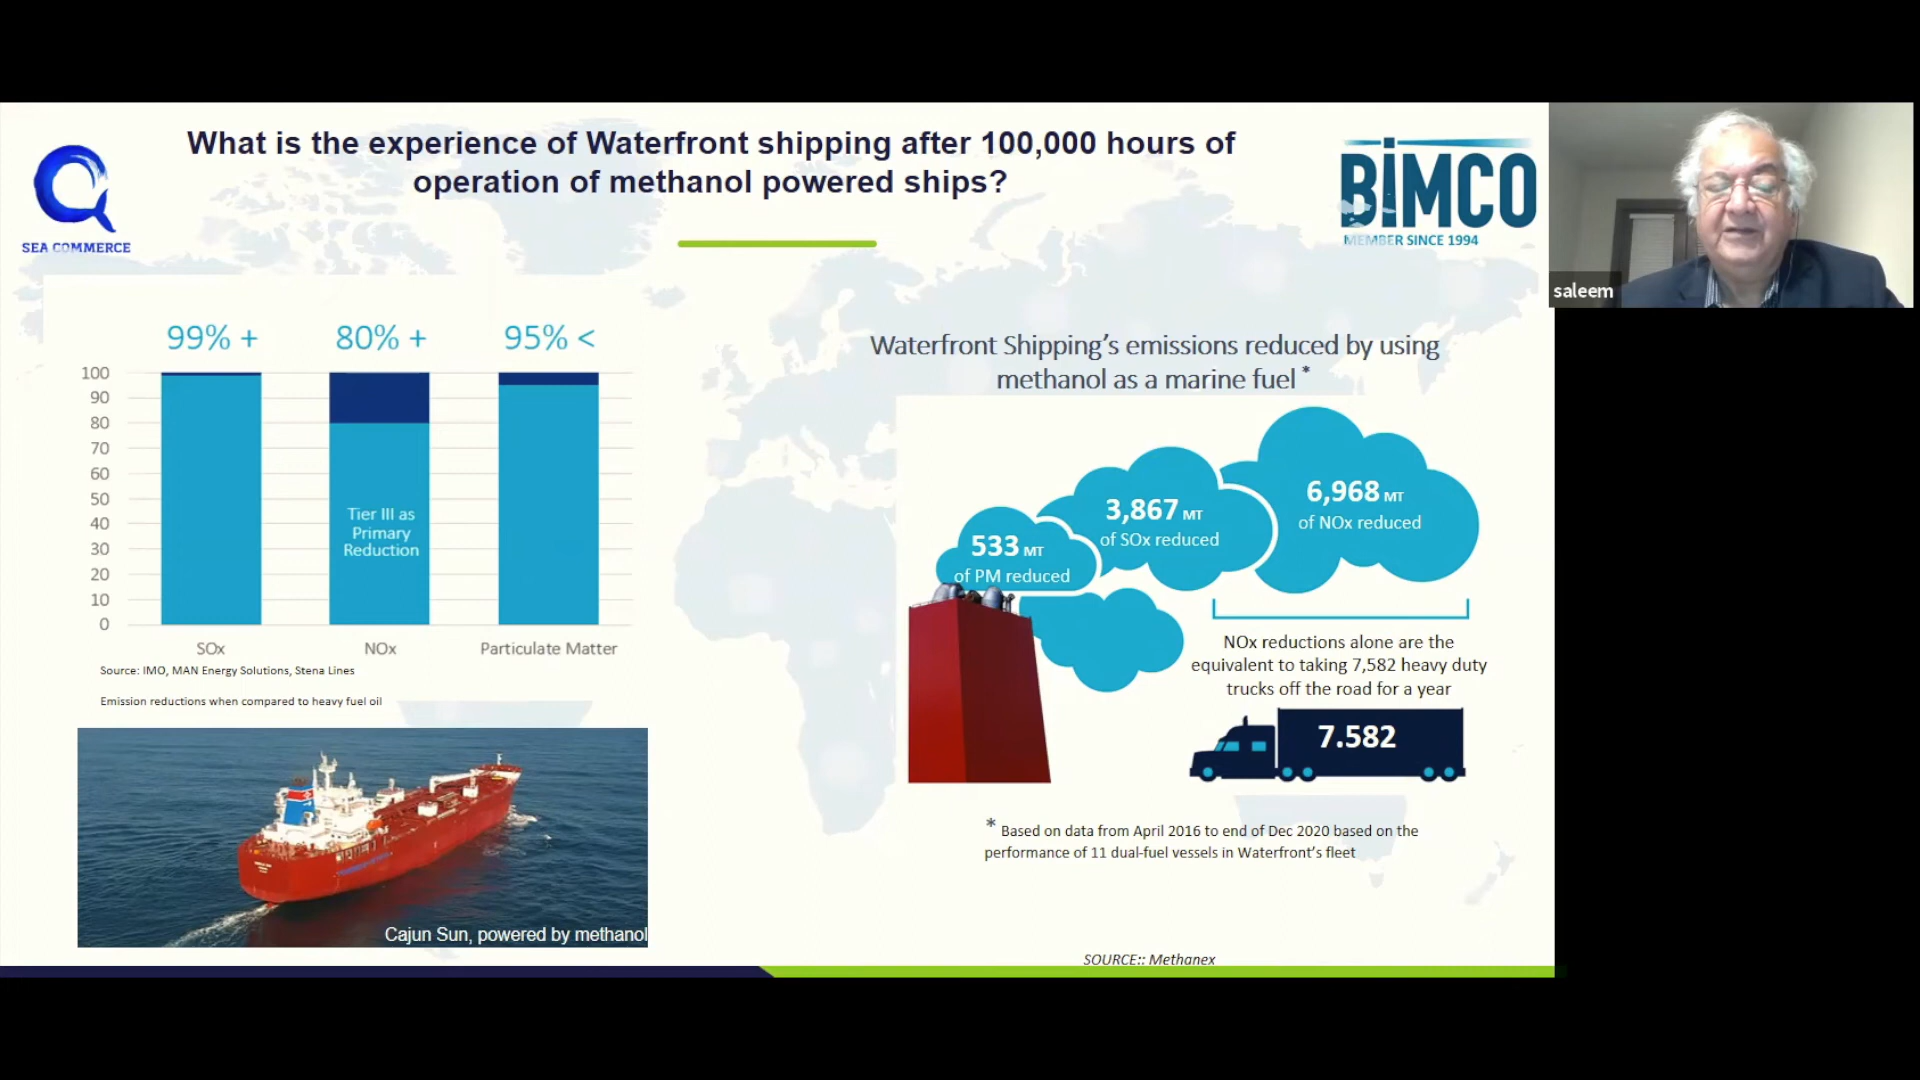 What is the experience of Waterfront shipping after 100,000 hours of
operation of methanol powered ships?
SEA COMMERCE
BIMCO
MEMBER SINCE 1994
saleem
99% +
80% +
95% <
100
90
80
70
60
50
40
30
20
10
0
Tier III as
Primary
Reduction
SOx
NOx
Particulate Matter
Source: IMO, MAN Energy Solutions, Stena Lines
Emission reductions when compared to heavy fuel oil
Cajun Sun, powered by methanol
Waterfront Shipping's emissions reduced by using
methanol as a marine fuel *
533 MT
of PM reduced
3,867 MT
of SOx reduced
6,968 MT
of NOx reduced
NOx reductions alone are the
equivalent to taking 7,582 heavy duty
trucks off the road for a year
7.582
* Based on data from April 2016 to end of Dec 2020 based on the
performance of 11 dual-fuel vessels in Waterfront's fleet
SOURCE:: Methanex